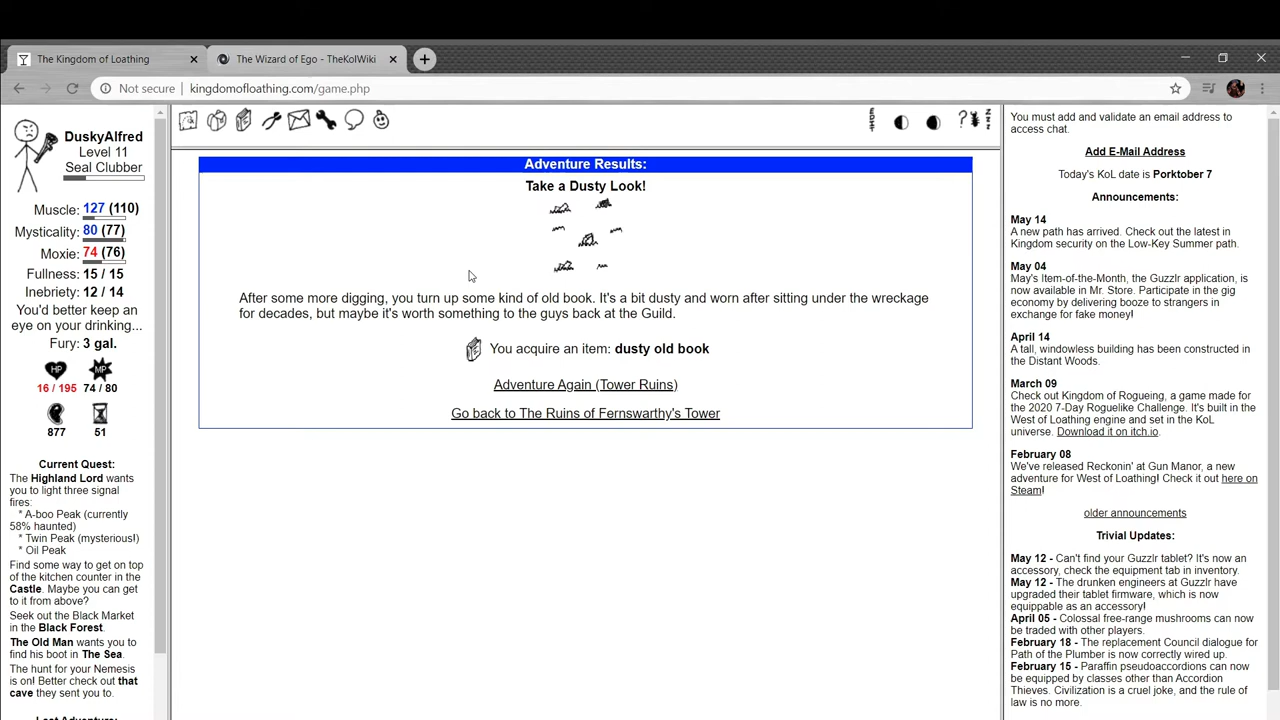 The Kingdom of Loathing
The Wizard of Ego - TheKolWiki
Not secure
kingdomofloathing.com/game.php
DuskyAlfred
Level 11
Seal Clubber
Muscle: 127 (110)
Mysticality: 80 (77)
Moxie: 74 (76)
Fullness: 15 / 15
Inebriety: 12 / 14
You'd better keep an
eye on your drinking...
Fury: 3 gal.
HP
MP
16 / 195
74 / 80
877
51
Current Quest:
The Highland Lord wants
you to light three signal
fires:
* A-boo Peak (currently
58% haunted)
* Twin Peak (mysterious!)
* Oil Peak
Find some way to get on top
of the kitchen counter in the
Castle. Maybe you can get
to it from above?
Seek out the Black Market
in the Black Forest.
The Old Man wants you to
find his boot in The Sea.
The hunt for your Nemesis
is on! Better check out that
cave they sent you to.
Last Adventure:
Adventure Results:
Take a Dusty Look!
After some more digging, you turn up some kind of old book. It's a bit dusty and worn after sitting under the wreckage
for decades, but maybe it's worth something to the guys back at the Guild.
You acquire an item: dusty old book
Adventure Again (Tower Ruins)
Go back to The Ruins of Fernswarthy's Tower
You must add and validate an email address to
access chat.
Add E-Mail Address
Today's KoL date is Porktober 7
Announcements:
May 14
A new path has arrived. Check out the latest in
Kingdom security on the Low-Key Summer path.
May 04
May's Item-of-the-Month, the Guzzlr application, is
now available in Mr. Store. Participate in the gig
economy by delivering booze to strangers in
exchange for fake money!
April 14
A tall, windowless building has been constructed in
the Distant Woods.
March 09
Check out Kingdom of Rogueing, a game made for
the 2020 7-Day Roguelike Challenge. It's built in the
West of Loathing engine and set in the KoL
universe. Download it on itch.io.
February 08
We've released Reckonin' at Gun Manor, a new
adventure for West of Loathing! Check it out here on
Steam!
older announcements
Trivial Updates:
May 12 - Can't find your Guzzlr tablet? It's now an
accessory, check the equipment tab in inventory.
May 12 - The drunken engineers at Guzzlr have
upgraded their tablet firmware, which is now
equippable as an accessory!
April 05 - Colossal free-range mushrooms can now
be traded with other players.
February 18 - The replacement Council dialogue for
Path of the Plumber is now correctly wired up.
February 15 - Paraffin pseudoaccordions can now
be equipped by classes other than Accordion
Thieves. Civilization is a cruel joke, and the rule of
law is no more.